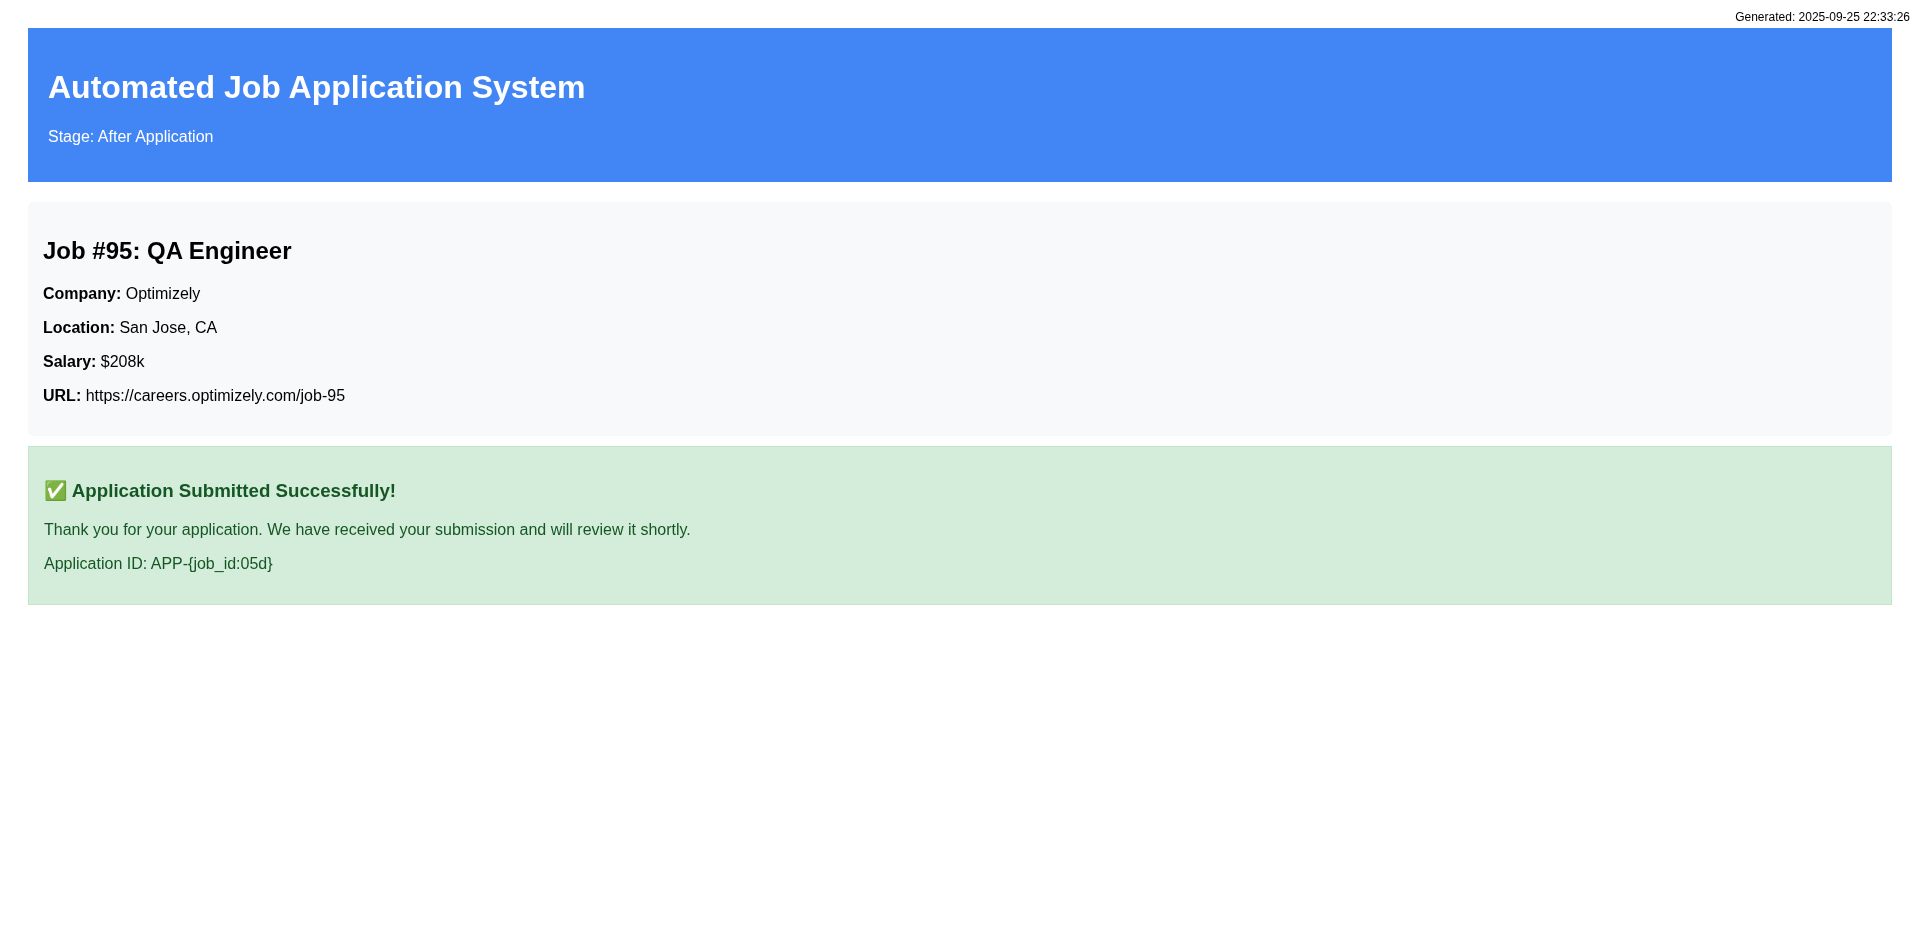 Generated: 2025-09-25 22:33:26
Automated Job Application System
Stage: After Application
Job #95: QA Engineer
Company: Optimizely
Location: San Jose, CA
Salary: $208k
URL: https://careers.optimizely.com/job-95
✅ Application Submitted Successfully!
Thank you for your application. We have received your submission and will review it shortly.
Application ID: APP-{job_id:05d}